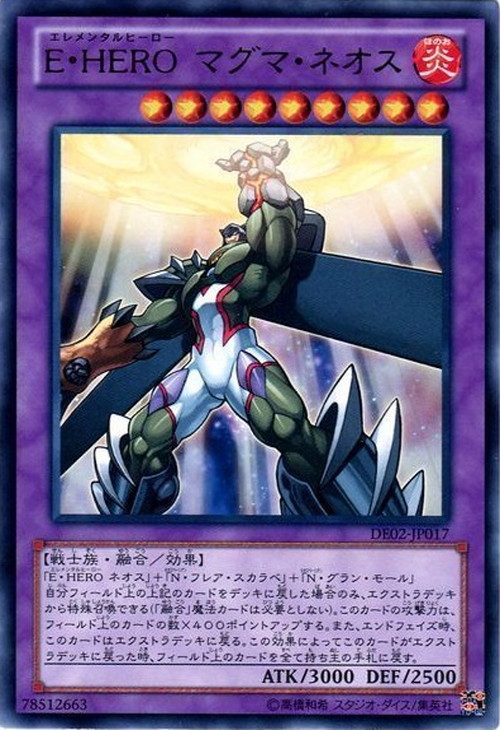 エレメンタルヒーロー
E・HERO マグマ・ネオス
ほのお
炎
DE02-JP017
【戦士族・融合／効果】
「E・HERO ネオス」＋「N・フレア・スカラベ」＋「N・グラン・モール」
自分フィールド上の上記のカードをデッキに戻した場合のみ、エクストラデッキ
から特殊召喚できる（「融合」魔法カードは必要としない）。このカードの攻撃力は、
フィールド上のカードの数×400ポイントアップする。また、エンドフェイズ時、
このカードはエクストラデッキに戻る。この効果によってこのカードがエクスト
ラデッキに戻った時、フィールド上のカードを全て持ち主の手札に戻す。
ATK/3000 DEF/2500
78512663
©高橋和希 スタジオ・ダイス/集英社